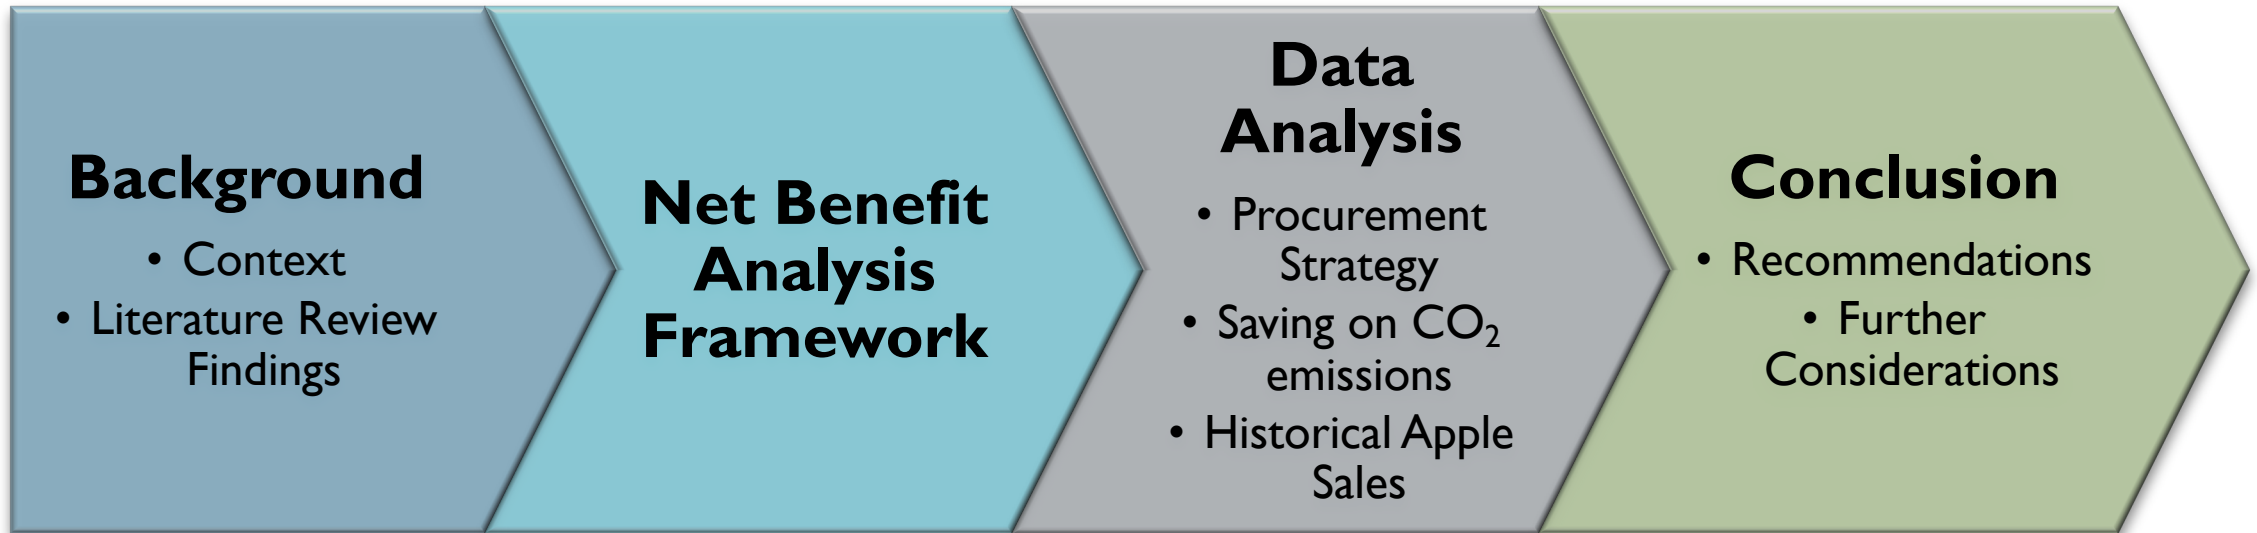 Background
• Context
• Literature Review
Findings
Net Benefit
Analysis
Framework
Data
Analysis
• Procurement
Strategy
• Saving on CO₂
emissions
• Historical Apple
Sales
Conclusion
• Recommendations
• Further
Considerations